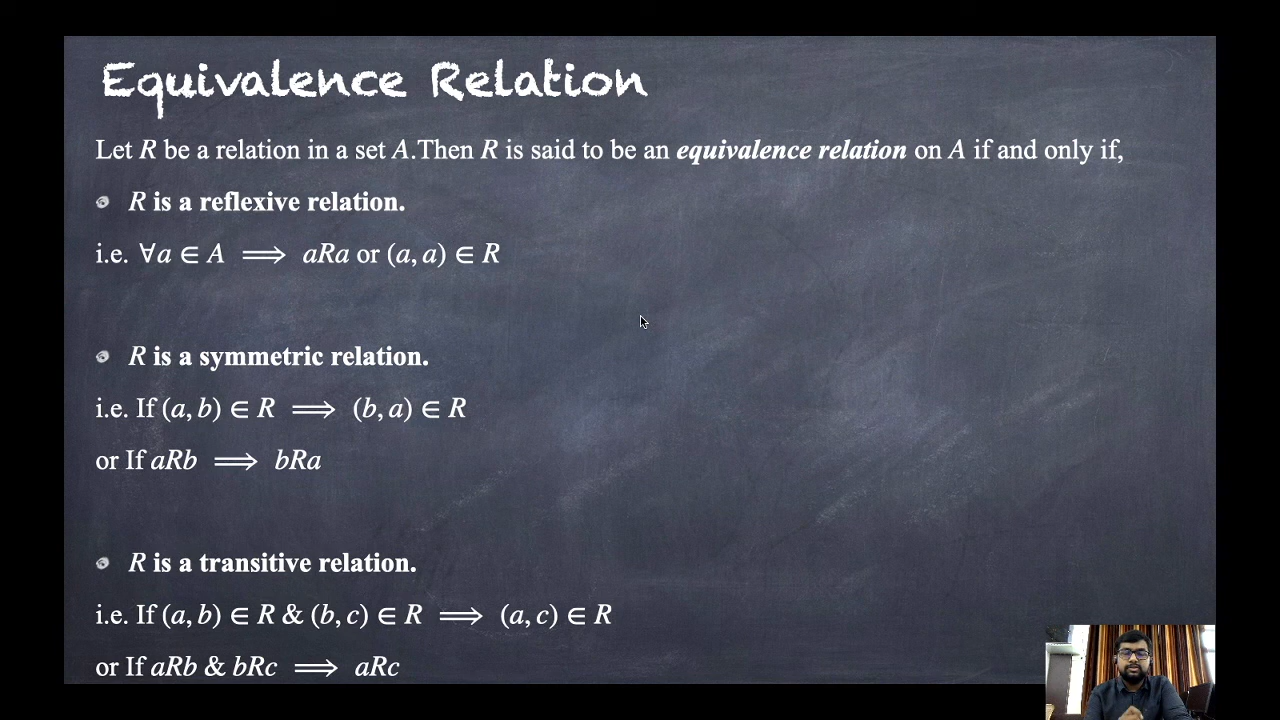 Equivalence Relation
Let R be a relation in a set A.Then R is said to be an equivalence relation on A if and only if,
R is a reflexive relation.
i.e. ∀a ∈ A ⟹ aRa or (a, a) ∈ R
R is a symmetric relation.
i.e. If (a, b) ∈ R ⟹ (b, a) ∈ R
or If aRb ⟹ bRa
R is a transitive relation.
i.e. If (a, b) ∈ R & (b, c) ∈ R ⟹ (a, c) ∈ R
or If aRb & bRc ⟹ aRc